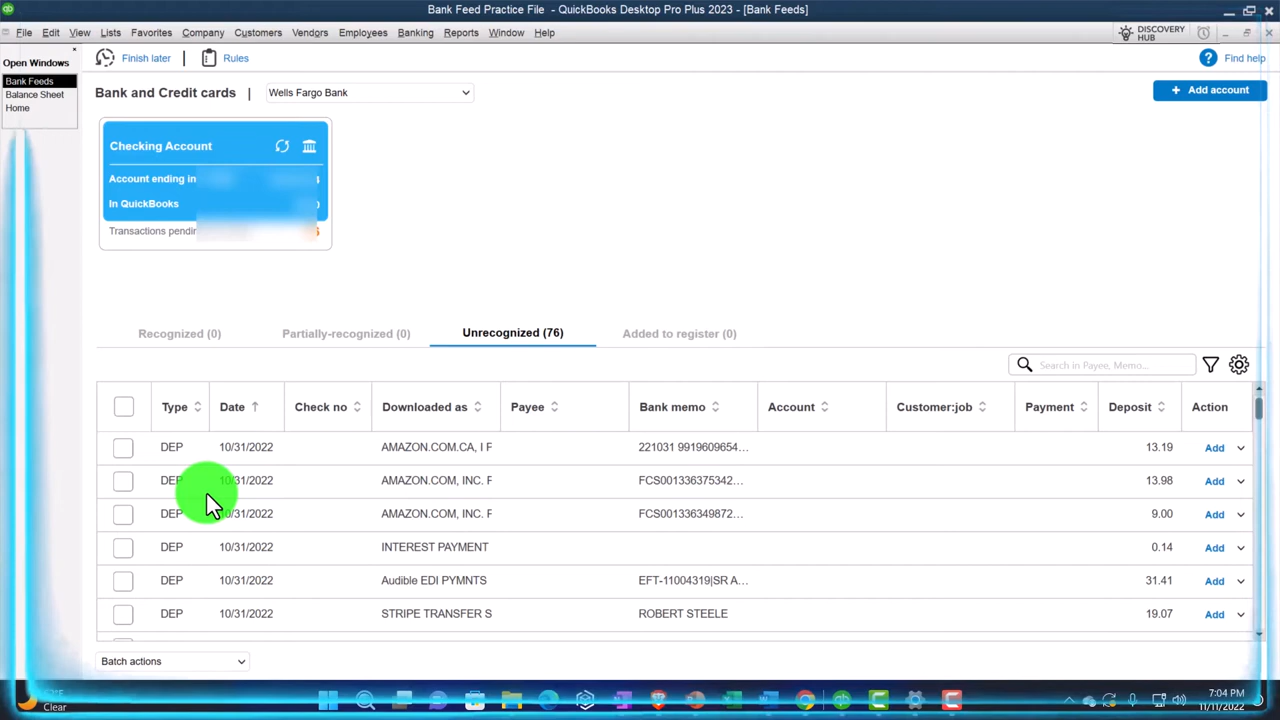 Bank Feed Practice File - QuickBooks Desktop Pro Plus 2023 - [Bank Feeds]
File Edit View Lists Favorites Company Customers Vendors Employees Banking Reports Window Help
DISCOVERY HUB
Open Windows
Bank Feeds
Balance Sheet
Home
Finish later | Rules
Find help
Bank and Credit cards | Wells Fargo Bank
+ Add account
Checking Account
Account ending in
In QuickBooks
Transactions
Recognized (0) Partially-recognized (0) Unrecognized (76) Added to register (0)
Search in Payee, Memo...
Type Date Check no Downloaded as Payee Bank memo Account Customer:job Payment Deposit Action
DEP 10/31/2022 AMAZON.COM.CA, I F 221031 9919609654... 13.19 Add
DEP 10/31/2022 AMAZON.COM, INC. F FCS001336375342... 13.98 Add
DEP 10/31/2022 AMAZON.COM, INC. F FCS001336349872... 9.00 Add
DEP 10/31/2022 INTEREST PAYMENT 0.14 Add
DEP 10/31/2022 Audible EDI PYMNTS EFT-11004319|SR A... 31.41 Add
DEP 10/31/2022 STRIPE TRANSFER S ROBERT STEELE 19.07 Add
Batch actions
Clear
7:04 PM
11/11/2022